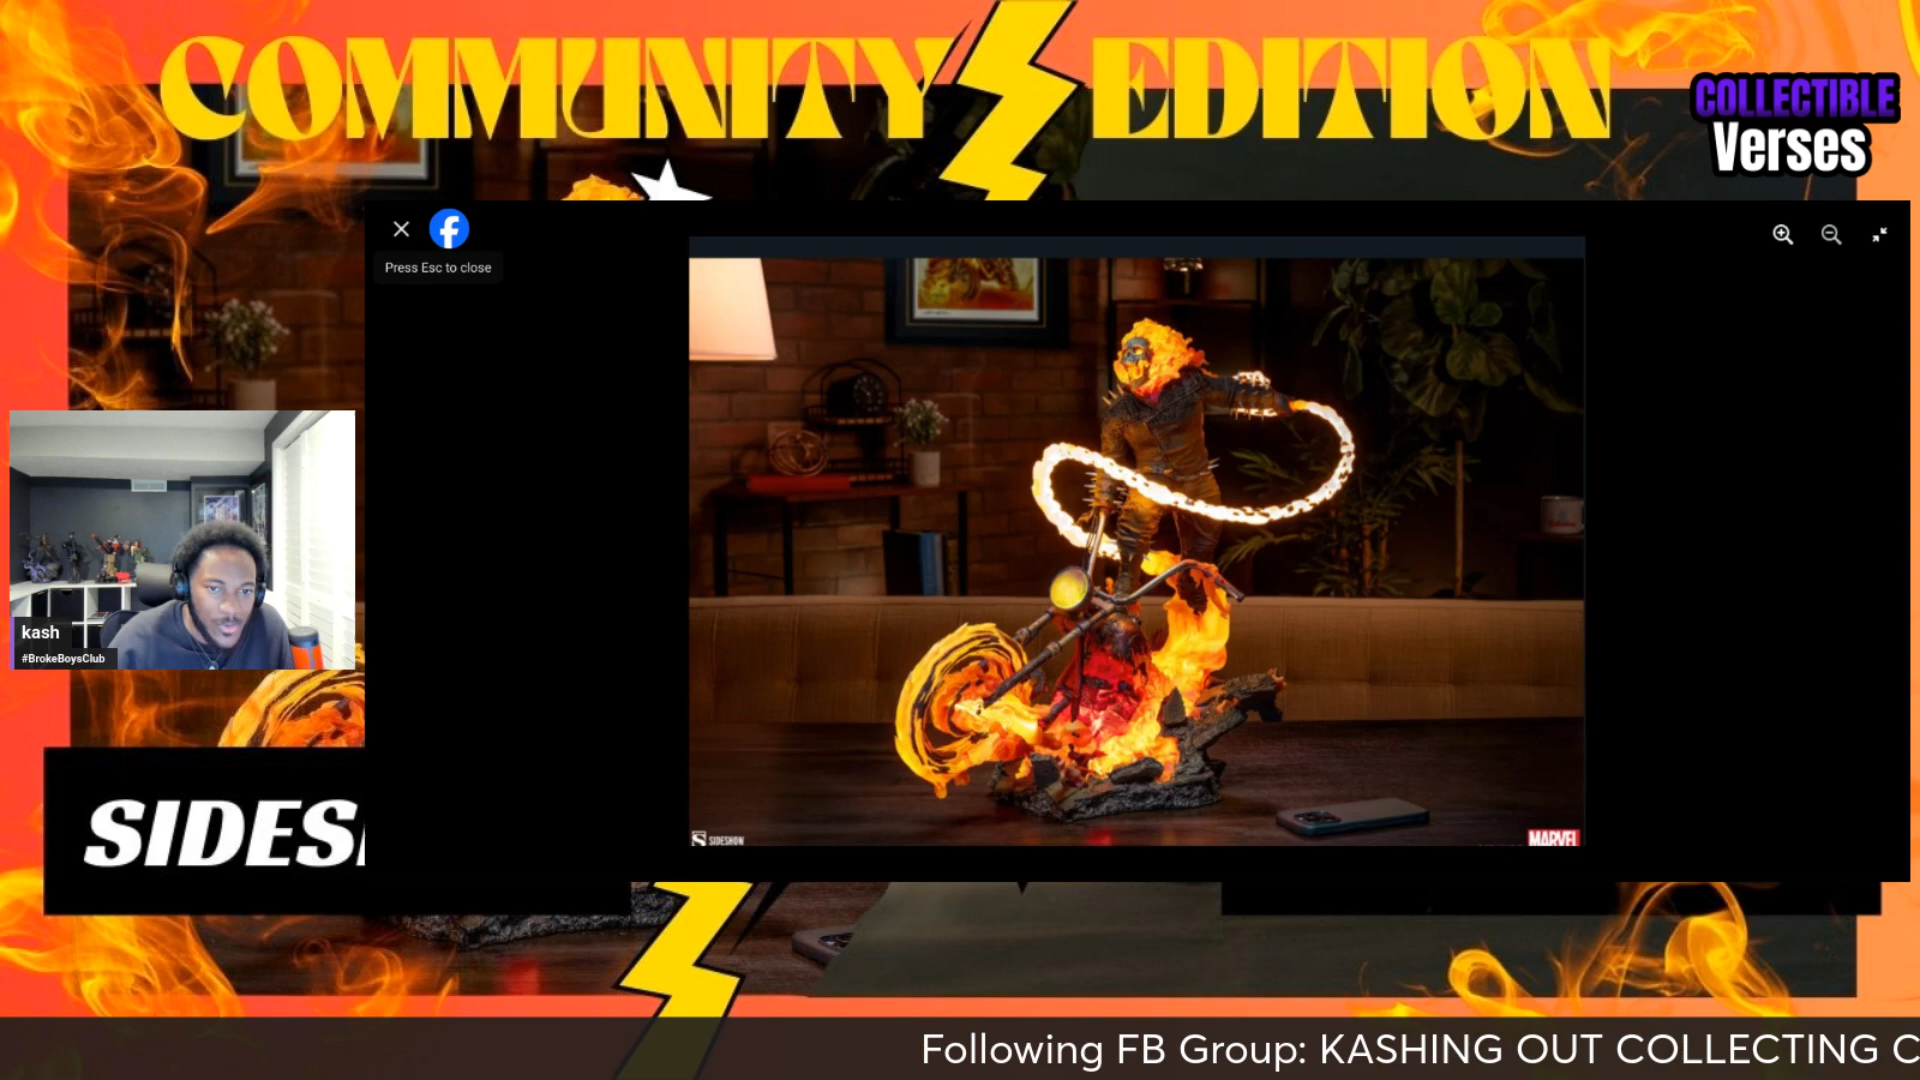 COMMUNITY EDITION
COLLECTIBLE
Verses
Press Esc to close
kash
#BrokeBoysClub
SIDES
SIDESHOW
MARVEL
Following FB Group: KASHING OUT COLLECTING C